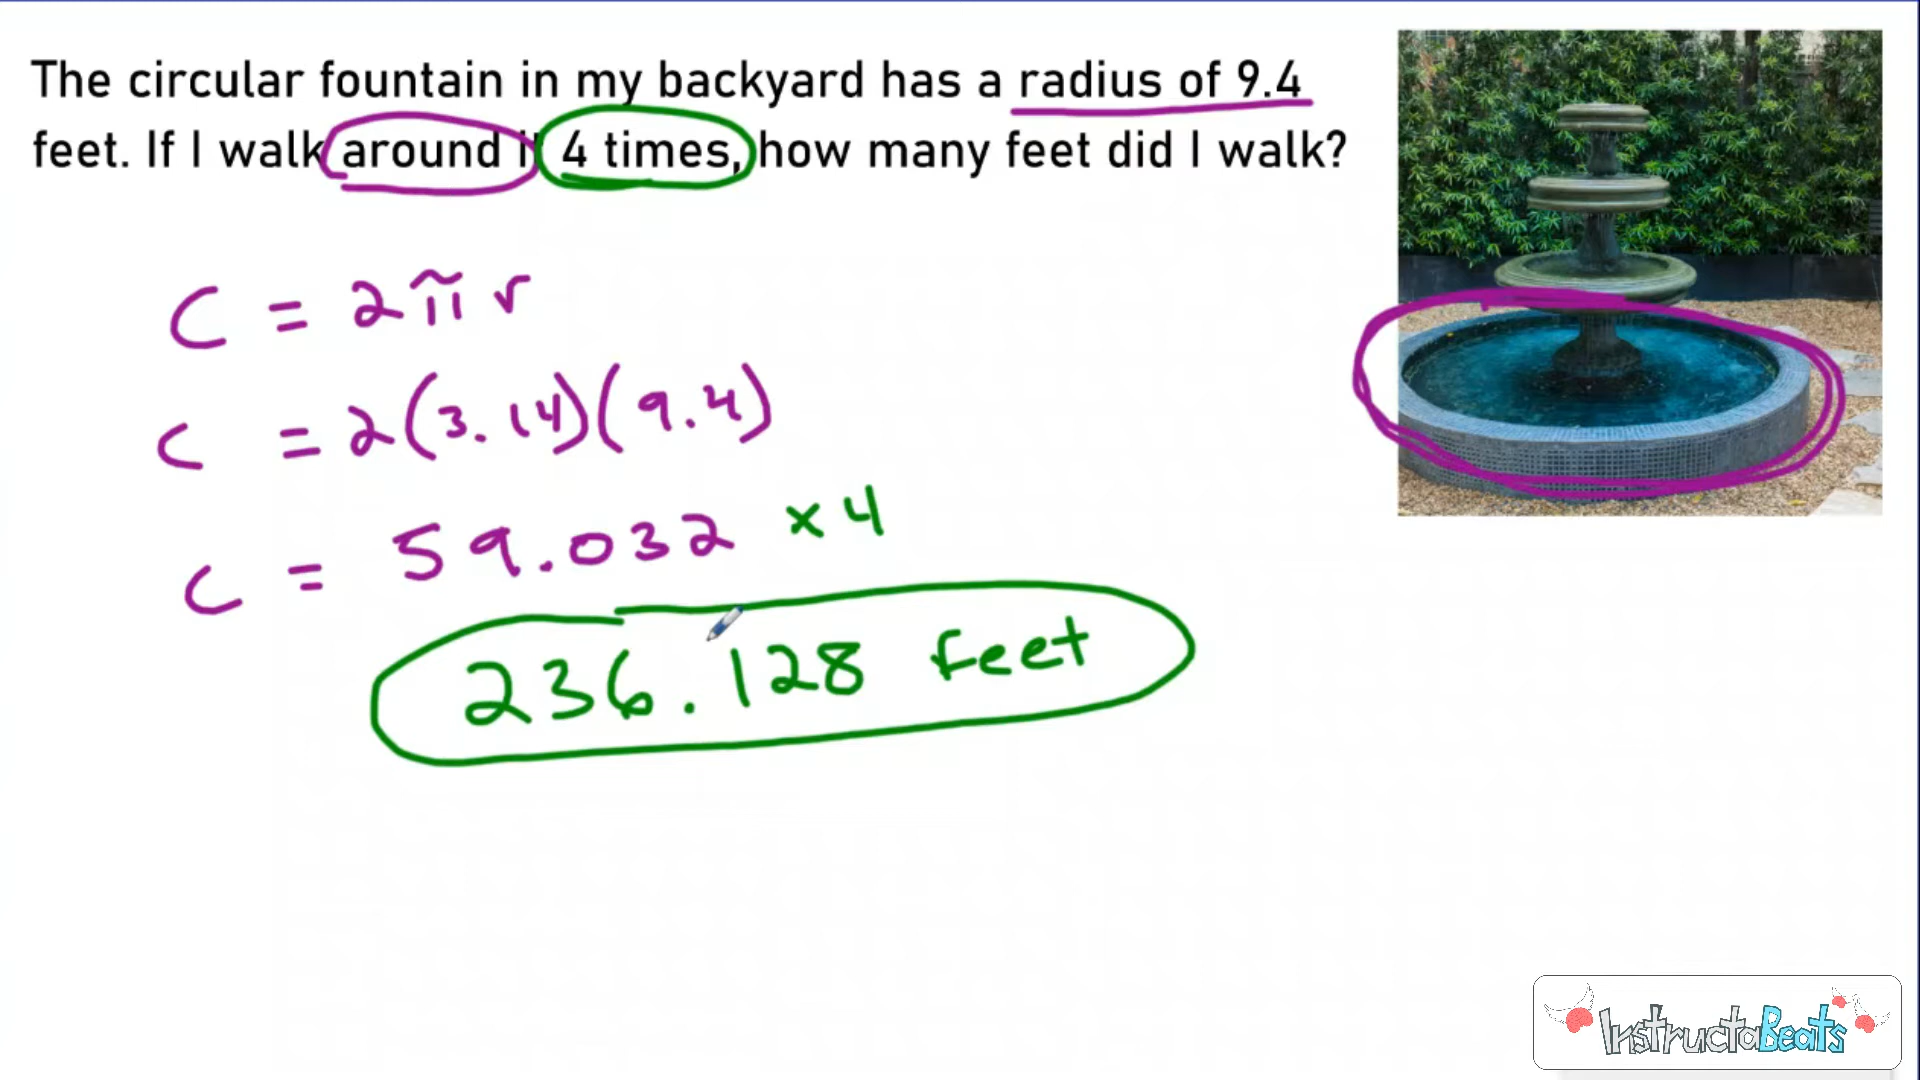 The circular fountain in my backyard has a radius of 9.4
feet. If I walk around it 4 times, how many feet did I walk?
C = 2πr
C = 2(3.14)(9.4)
C = 59.032 × 4
236.128 feet
InstructaBeats